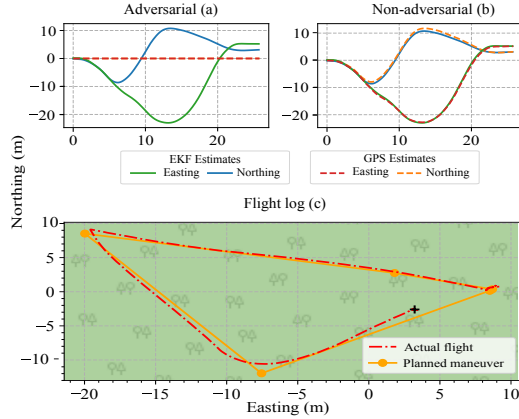 Adversarial (a)
Non-adversarial (b)
10
0
−10
−20
0
10
20
10
0
−10
−20
0
10
20
EKF Estimates
Easting
Northing
GPS Estimates
Easting
Northing
Northing (m)
Flight log (c)
10
5
0
−5
−10
−20
−15
−10
−5
0
5
10
Actual flight
Planned maneuver
Easting (m)